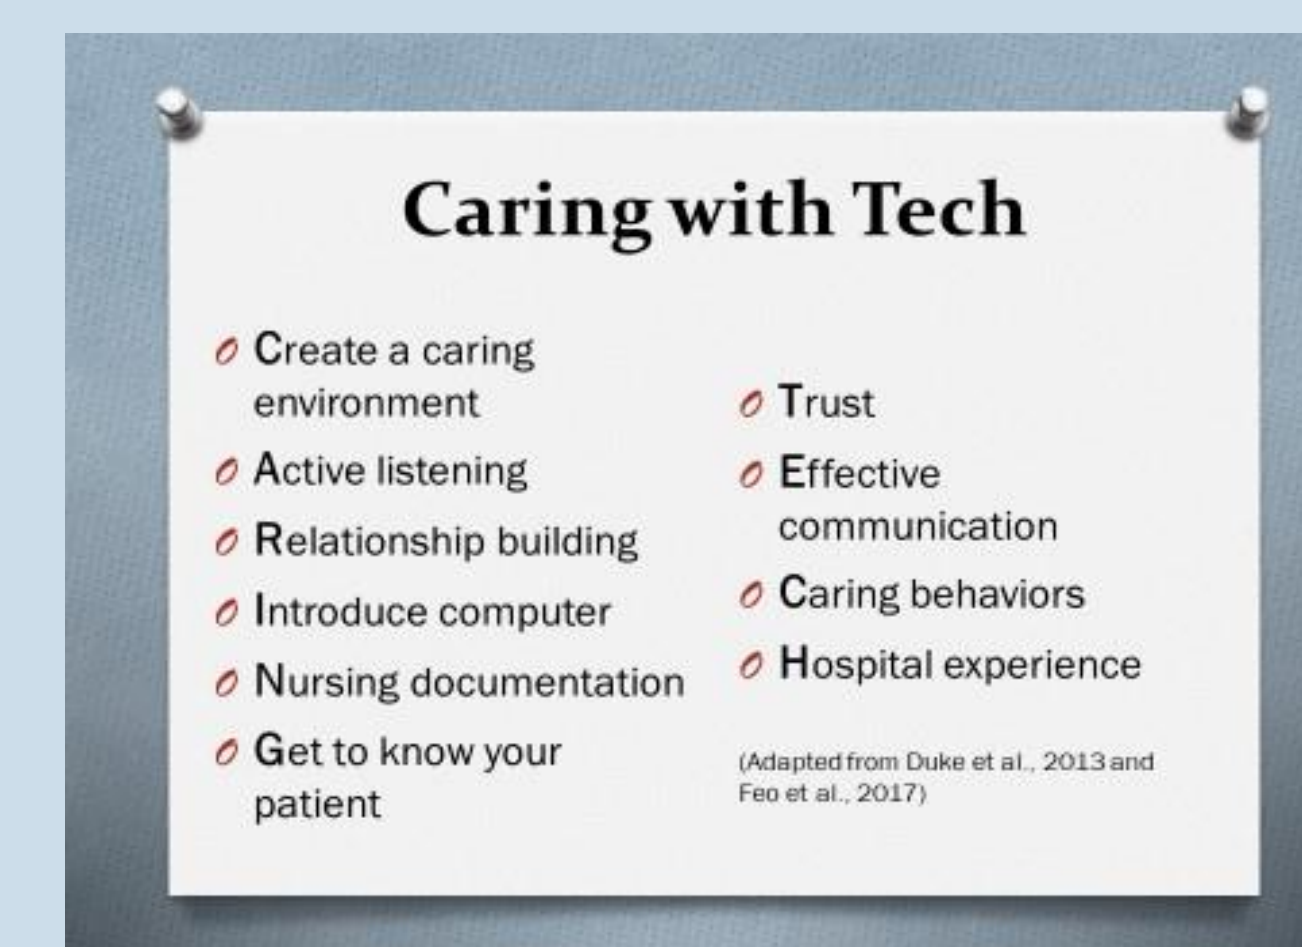 Caring with Tech
Create a caring
environment
Active listening
Relationship building
Introduce computer
Nursing documentation
Get to know your
patient
Trust
Effective
communication
Caring behaviors
Hospital experience
(Adapted from Duke et al., 2013 and
Feo et al., 2017)